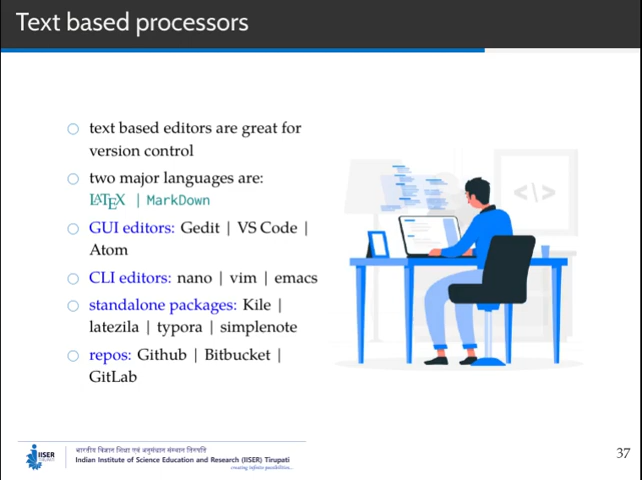 Text based processors
text based editors are great for
version control
two major languages are:
LATEX | MarkDown
GUI editors: Gedit | VS Code |
Atom
CLI editors: nano | vim | emacs
standalone packages: Kile |
latezila | typora | simplenote
repos: Github | Bitbucket |
GitLab
</>
IISER
भारतीय विज्ञान शिक्षा एवं अनुसंधान संस्थान तिरुपति
Indian Institute of Science Education and Research (IISER) Tirupati
creating infinite possibilities...
37